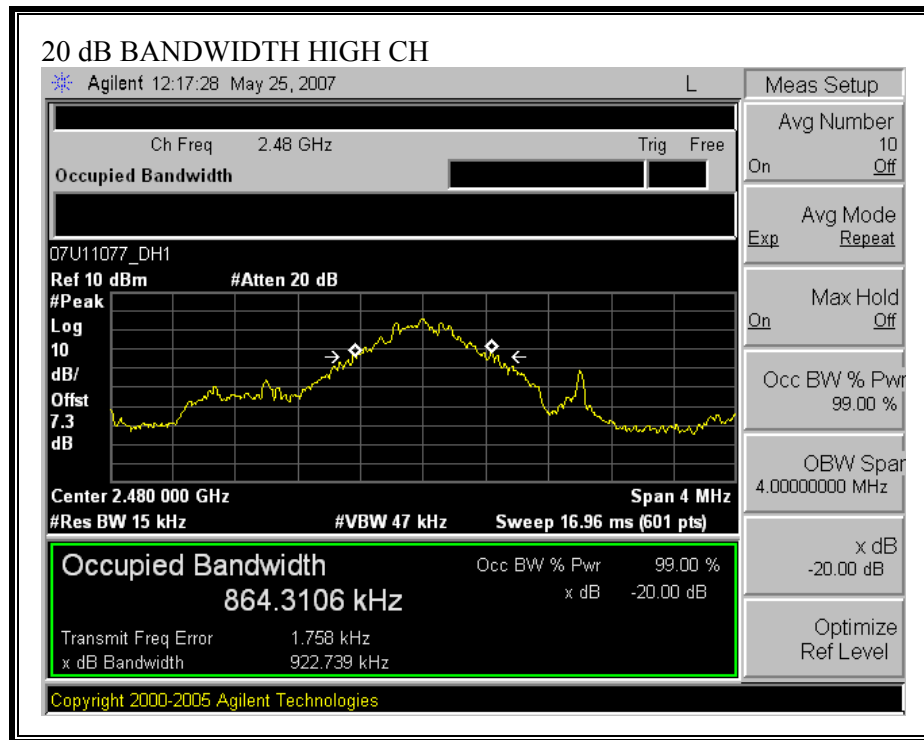 20 dB BANDWIDTH HIGH CH
Agilent 12:17:28 May 25, 2007 L
Ch Freq 2.48 GHz Trig Free
Occupied Bandwidth
07U11077_DH1
Ref 10 dBm #Atten 20 dB
#Peak
Log
10
dB/
Offst
7.3
dB
Center 2.480 000 GHz Span 4 MHz
#Res BW 15 kHz #VBW 47 kHz Sweep 16.96 ms (601 pts)
Occupied Bandwidth
864.3106 kHz
Occ BW % Pwr 99.00 %
x dB -20.00 dB
Transmit Freq Error 1.758 kHz
x dB Bandwidth 922.739 kHz
Copyright 2000-2005 Agilent Technologies
Meas Setup
Avg Number
10
On Off
Avg Mode
Exp Repeat
Max Hold
On Off
Occ BW % Pwr
99.00 %
OBW Span
4.00000000 MHz
x dB
-20.00 dB
Optimize
Ref Level